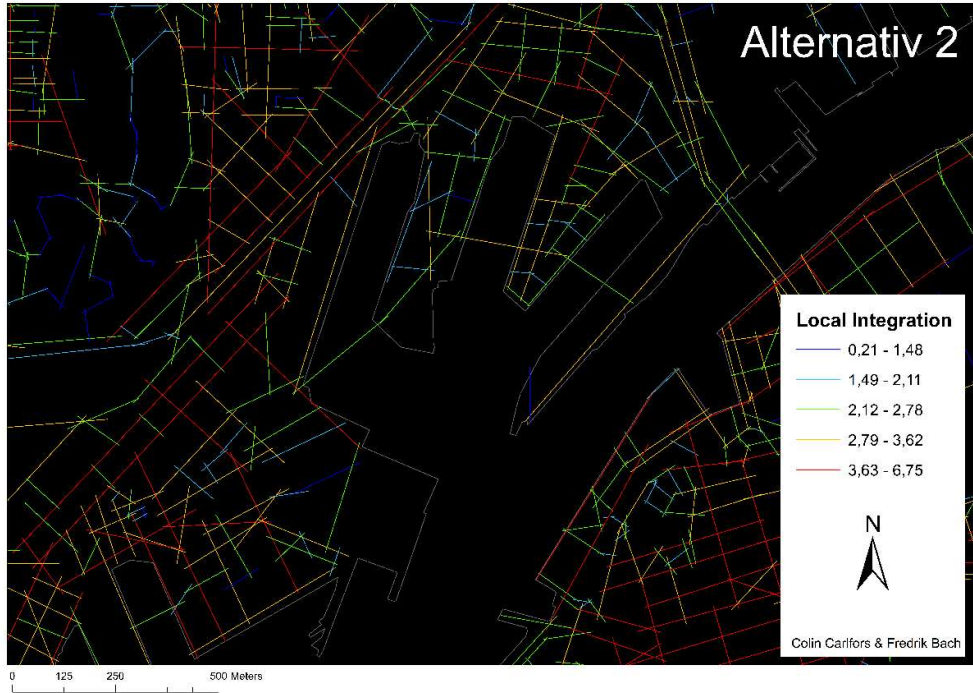 Alternativ 2
Local Integration
0,21 - 1,48
1,49 - 2,11
2,12 - 2,78
2,79 - 3,62
3,63 - 6,75
N
Colin Carlfors & Fredrik Bach
0 125 250 500 Meters